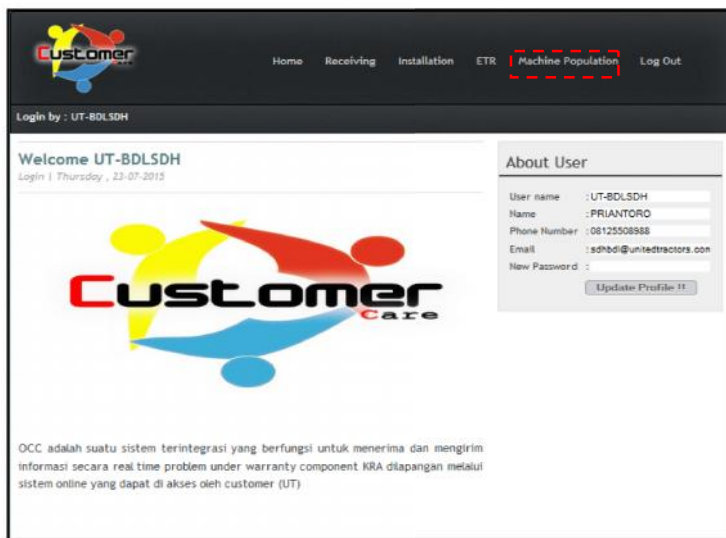 Customer
Care
Home Receiving Installation ETR Machine Population Log Out
Login by : UT-BDLSDH
Welcome UT-BDLSDH
Login | Thursday , 23-07-2015
Customer
Care
OCC adalah suatu sistem terintegrasi yang berfungsi untuk menerima dan mengirim
informasi secara real time problem under warranty component KRA dilapangan melalui
sistem online yang dapat di akses oleh customer (UT)
About User
User name : UT-BDLSDH
Name : PRIANTORO
Phone Number : 08125508988
Email : sdhbdl@unitedtractors.com
New Password :
Update Profile !!